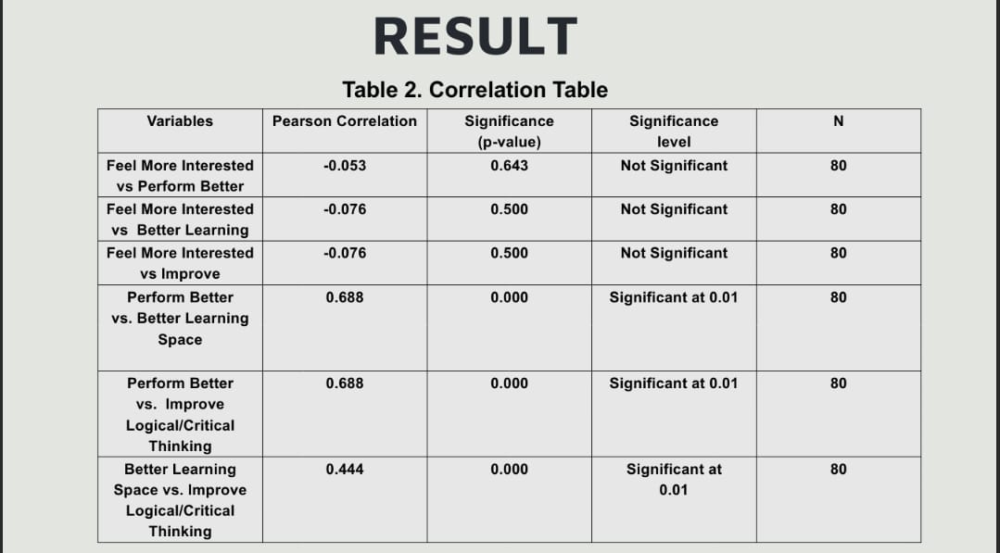 RESULT
Table 2. Correlation Table
Variables Pearson Correlation Significance (p-value) Significance level N
Feel More Interested vs Perform Better -0.053 0.643 Not Significant 80
Feel More Interested vs Better Learning -0.076 0.500 Not Significant 80
Feel More Interested vs Improve -0.076 0.500 Not Significant 80
Perform Better vs. Better Learning Space 0.688 0.000 Significant at 0.01 80
Perform Better vs. Improve Logical/Critical Thinking 0.688 0.000 Significant at 0.01 80
Better Learning Space vs. Improve Logical/Critical Thinking 0.444 0.000 Significant at 0.01 80